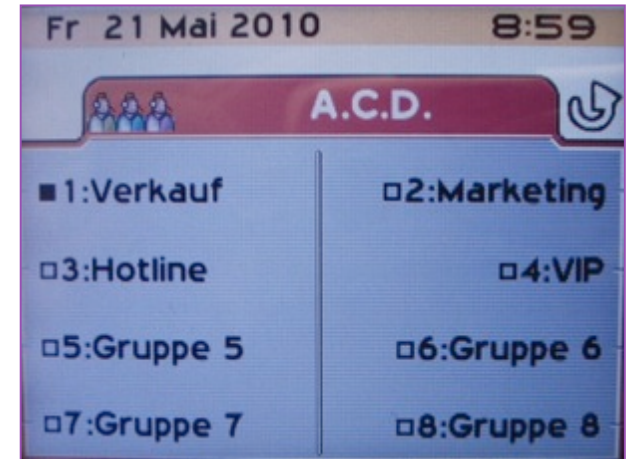 Fr 21 Mai 2010 8:59
A.C.D.
1:Verkauf 2:Marketing
3:Hotline 4:VIP
5:Gruppe 5 6:Gruppe 6
7:Gruppe 7 8:Gruppe 8